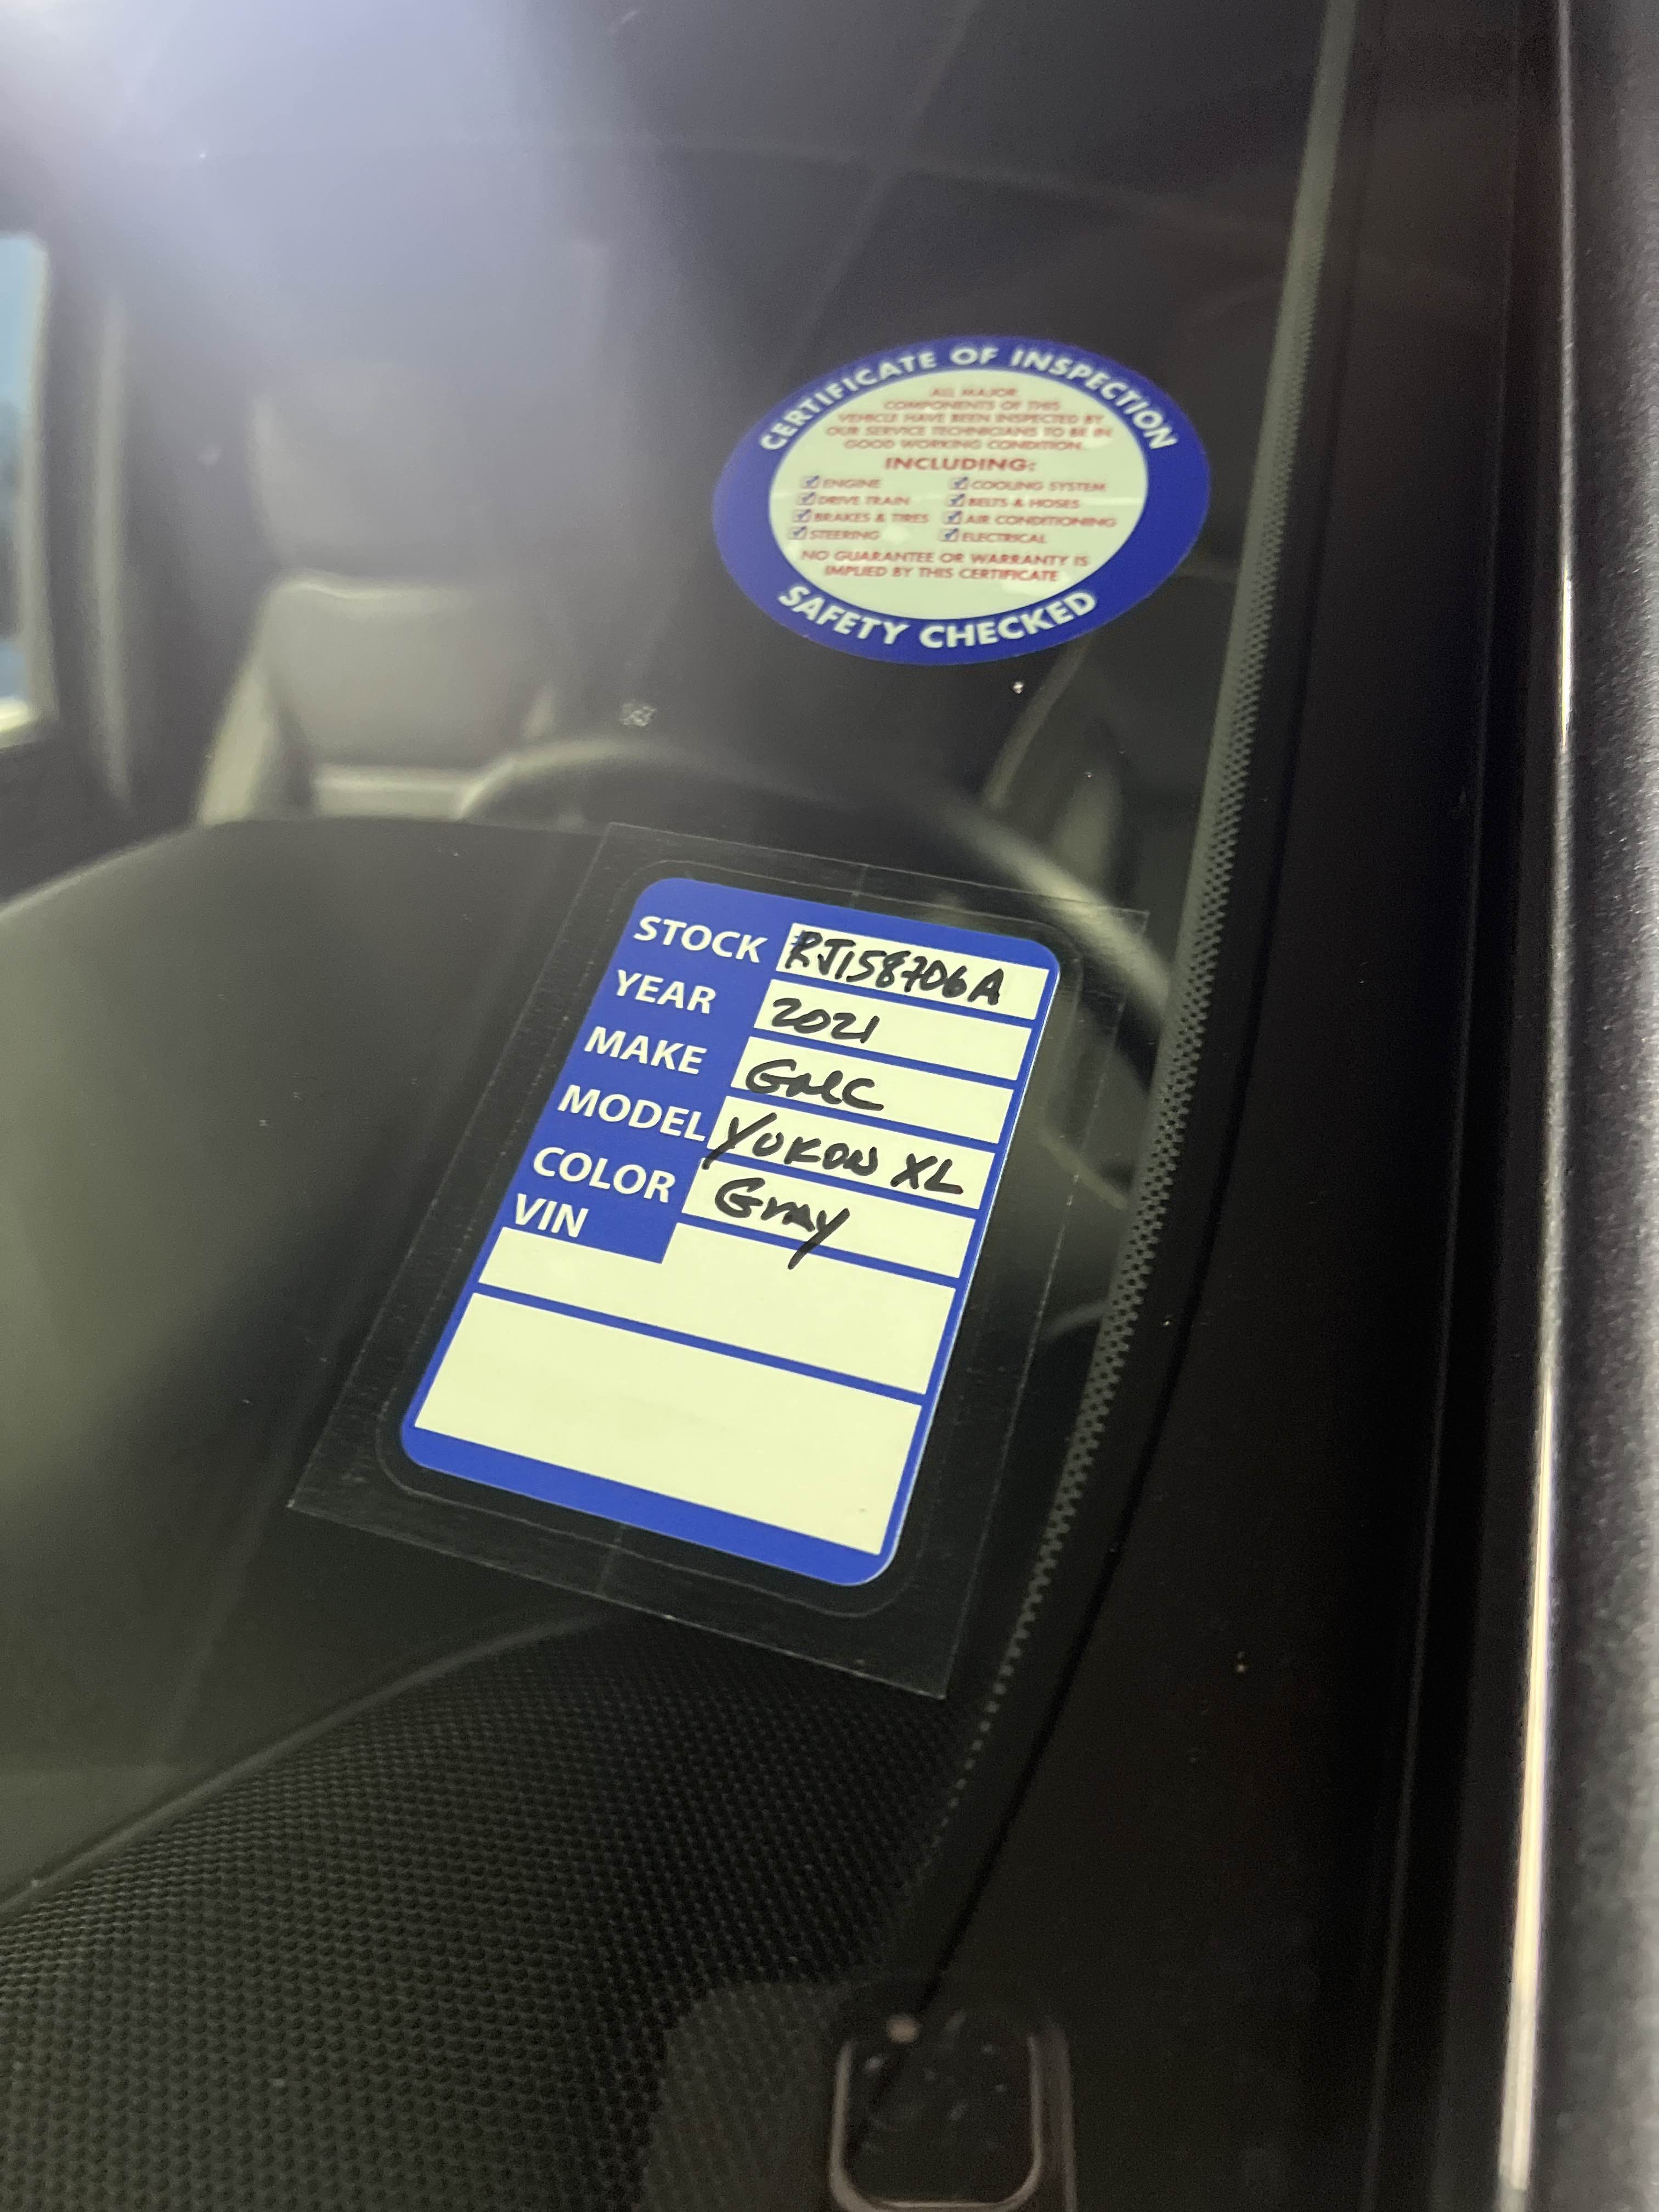 CERTIFICATE OF INSPECTION
ALL MAJOR
COMPONENTS OF THIS
VEHICLE HAVE BEEN INSPECTED BY
OUR SERVICE TECHNICIANS TO BE IN
GOOD WORKING CONDITION.
INCLUDING:
ENGINE COOLING SYSTEM
DRIVE TRAIN BELTS & HOSES
BRAKES & TIRES AIR CONDITIONING
STEERING ELECTRICAL
NO GUARANTEE OR WARRANTY IS
IMPLIED BY THIS CERTIFICATE
SAFETY CHECKED
STOCK RJ158706A
YEAR 2021
MAKE GMC
MODEL YUKON XL
COLOR Gray
VIN